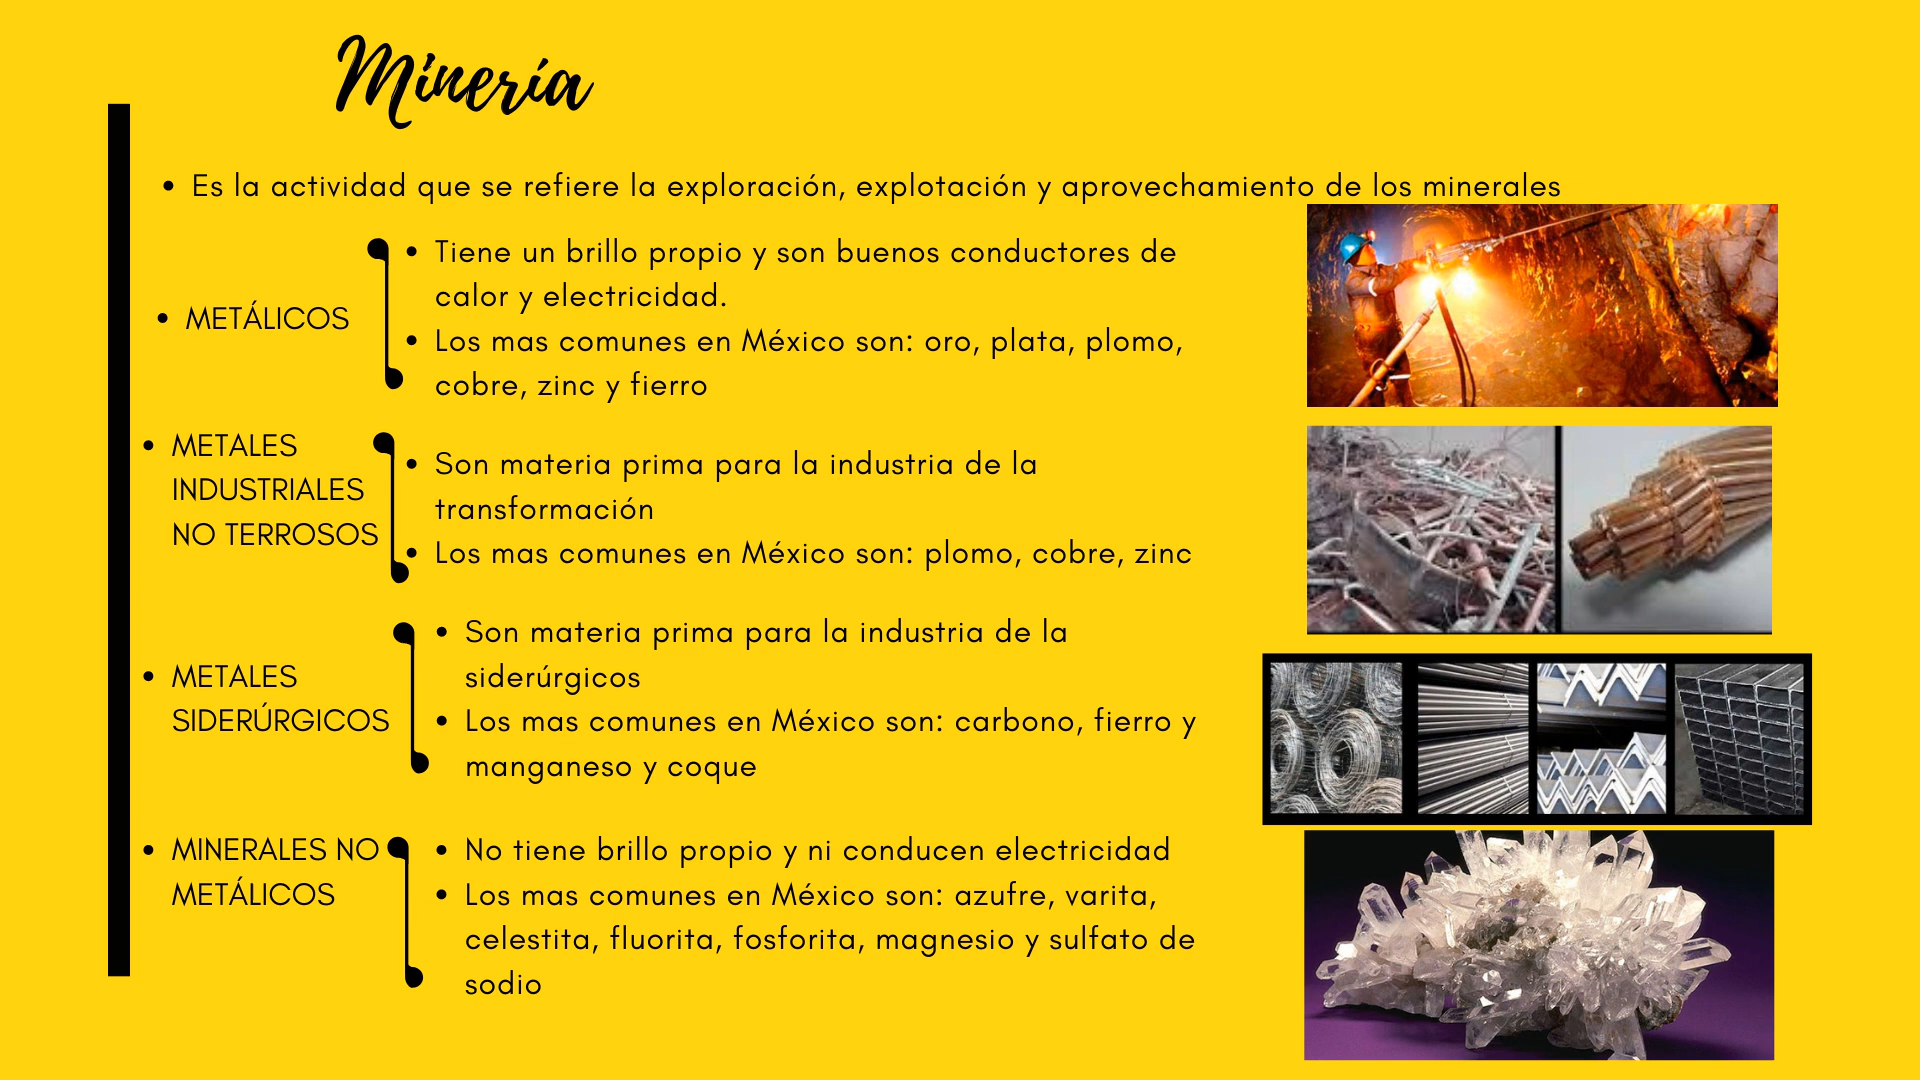 Minería
• Es la actividad que se refiere la exploración, explotación y aprovechamiento de los minerales
• METÁLICOS
• Tiene un brillo propio y son buenos conductores de
calor y electricidad.
• Los mas comunes en México son: oro, plata, plomo,
cobre, zinc y fierro
• METALES
INDUSTRIALES
NO TERROSOS
• Son materia prima para la industria de la
transformación
• Los mas comunes en México son: plomo, cobre, zinc
• METALES
SIDERÚRGICOS
• Son materia prima para la industria de la
siderúrgicos
• Los mas comunes en México son: carbono, fierro y
manganeso y coque
• MINERALES NO
METÁLICOS
• No tiene brillo propio y ni conducen electricidad
• Los mas comunes en México son: azufre, varita,
celestita, fluorita, fosforita, magnesio y sulfato de
sodio